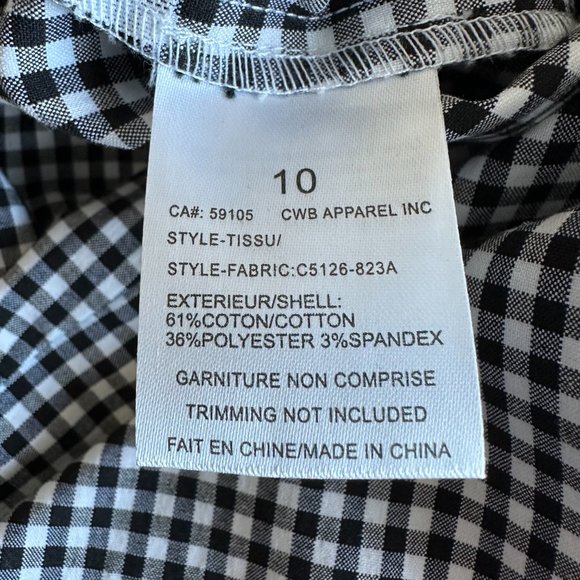 10
CA#: 59105 CWB APPAREL INC
STYLE-TISSU/
STYLE-FABRIC:C5126-823A
EXTERIEUR/SHELL:
61%COTON/COTTON
36%POLYESTER 3%SPANDEX
GARNITURE NON COMPRISE
TRIMMING NOT INCLUDED
FAIT EN CHINE/MADE IN CHINA